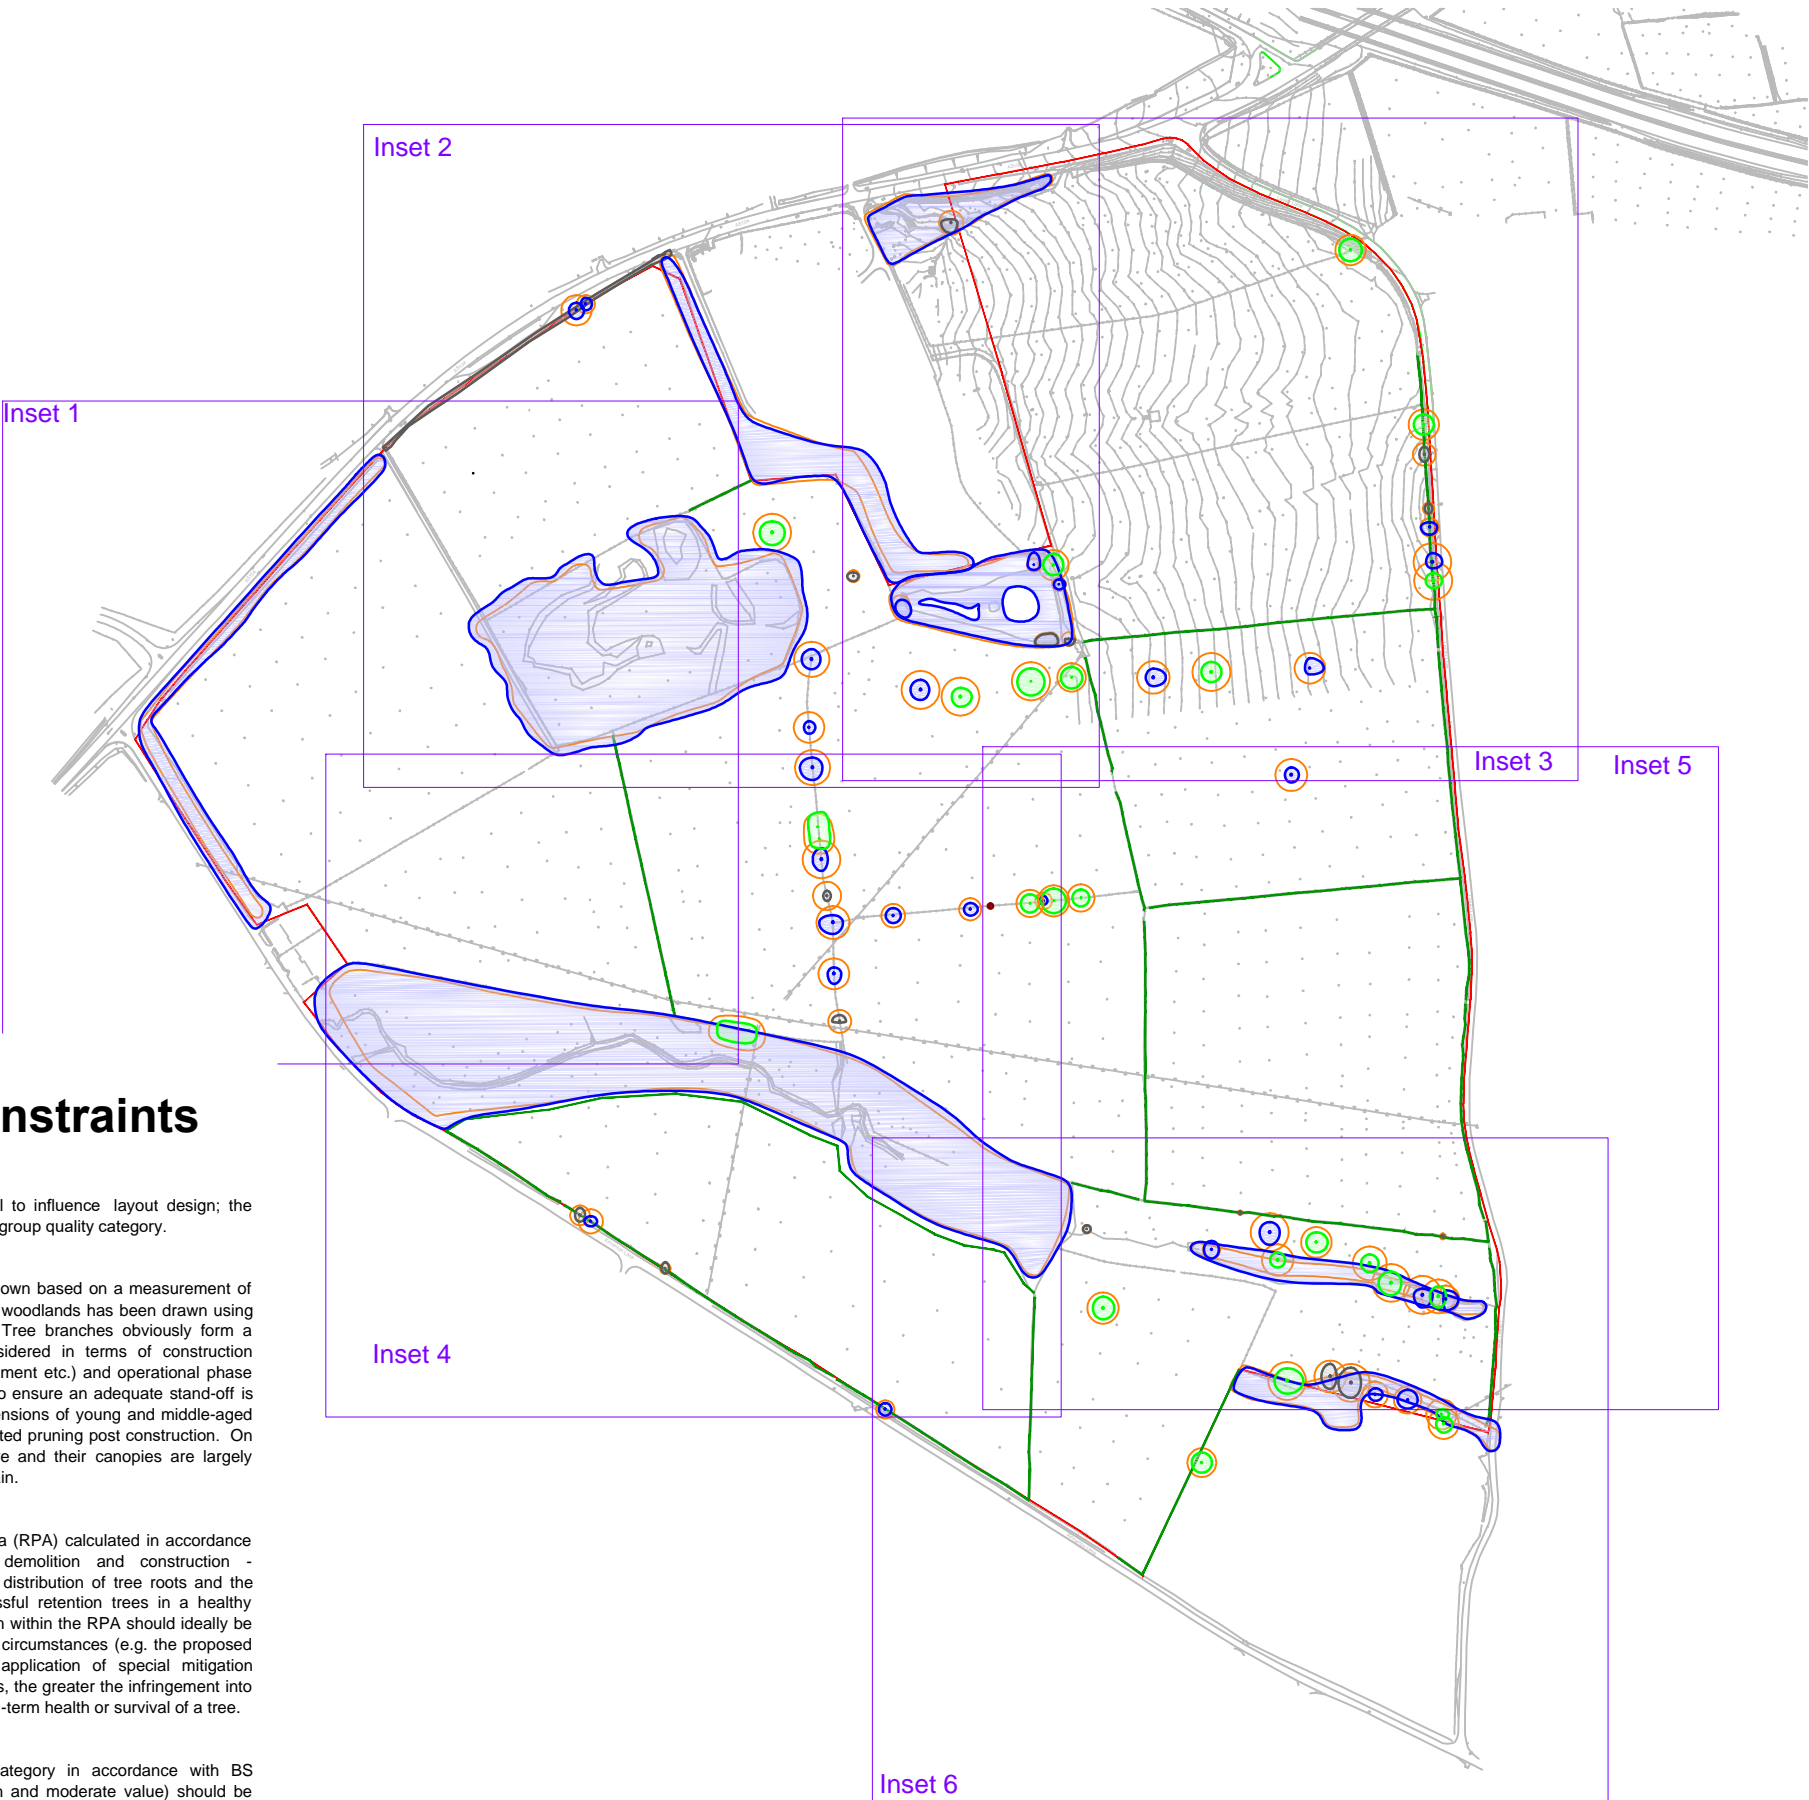 Inset 2
Inset 1
Inset 3
Inset 5
nstraints
l to influence layout design; the
group quality category.
own based on a measurement of
woodlands has been drawn using
Tree branches obviously form a
sidered in terms of construction
ment etc.) and operational phase
o ensure an adequate stand-off is
ensions of young and middle-aged
ted pruning post construction. On
e and their canopies are largely
in.
Inset 4
a (RPA) calculated in accordance
demolition and construction -
distribution of tree roots and the
ssful retention trees in a healthy
n within the RPA should ideally be
circumstances (e.g. the proposed
application of special mitigation
s, the greater the infringement into
-term health or survival of a tree.
ategory in accordance with BS
n and moderate value) should be
Inset 6